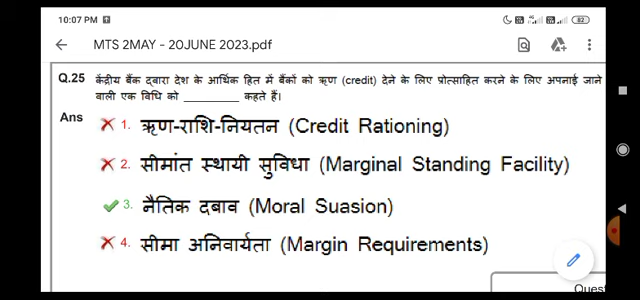 10:07 PM
82
MTS 2MAY - 20JUNE 2023.pdf
Q.25 केंद्रीय बैंक द्वारा देश के आर्थिक हित में बैंकों को ऋण (credit) देने के लिए प्रोत्साहित करने के लिए अपनाई जाने
वाली एक विधि को ________ कहते हैं।
Ans 1. ऋण-राशि-नियतन (Credit Rationing)
2. सीमांत स्थायी सुविधा (Marginal Standing Facility)
3. नैतिक दबाव (Moral Suasion)
4. सीमा अनिवार्यता (Margin Requirements)